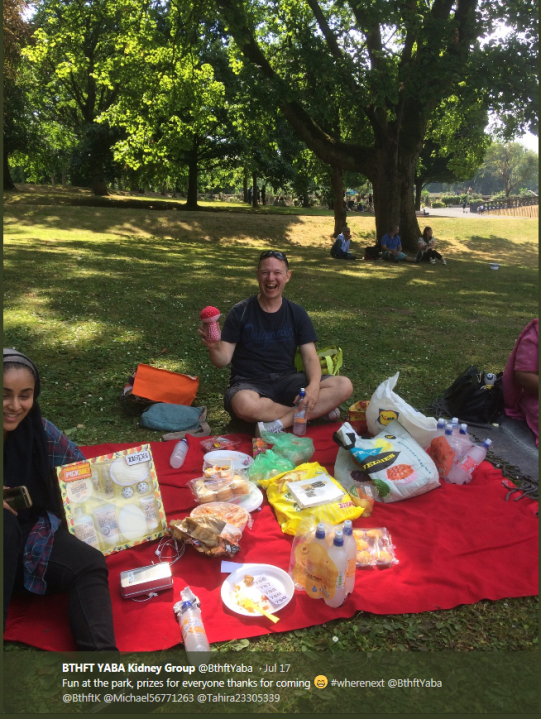 BTHFT YABA Kidney Group @BthftYaba · Jul 17
Fun at the park, prizes for everyone thanks for coming 😄 #wherenext @BthftYaba
@BthftK @Michael56771263 @Tahira23305339